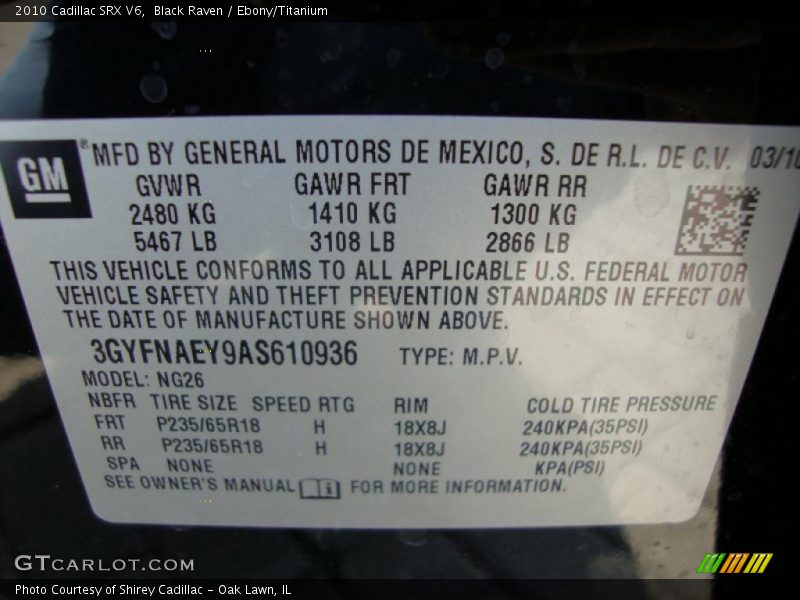 2010 Cadillac SRX V6, Black Raven / Ebony/Titanium
GM ® MFD BY GENERAL MOTORS DE MEXICO, S. DE R.L. DE C.V. 03/10
GVWR GAWR FRT GAWR RR
2480 KG 1410 KG 1300 KG
5467 LB 3108 LB 2866 LB
THIS VEHICLE CONFORMS TO ALL APPLICABLE U.S. FEDERAL MOTOR
VEHICLE SAFETY AND THEFT PREVENTION STANDARDS IN EFFECT ON
THE DATE OF MANUFACTURE SHOWN ABOVE.
3GYFNAEY9AS610936 TYPE: M.P.V.
MODEL: NG26
NBFR TIRE SIZE SPEED RTG RIM COLD TIRE PRESSURE
FRT P235/65R18 H 18X8J 240KPA(35PSI)
RR P235/65R18 H 18X8J 240KPA(35PSI)
SPA NONE NONE KPA(PSI)
SEE OWNER'S MANUAL FOR MORE INFORMATION.
GTCARLOT.COM
Photo Courtesy of Shirey Cadillac - Oak Lawn, IL